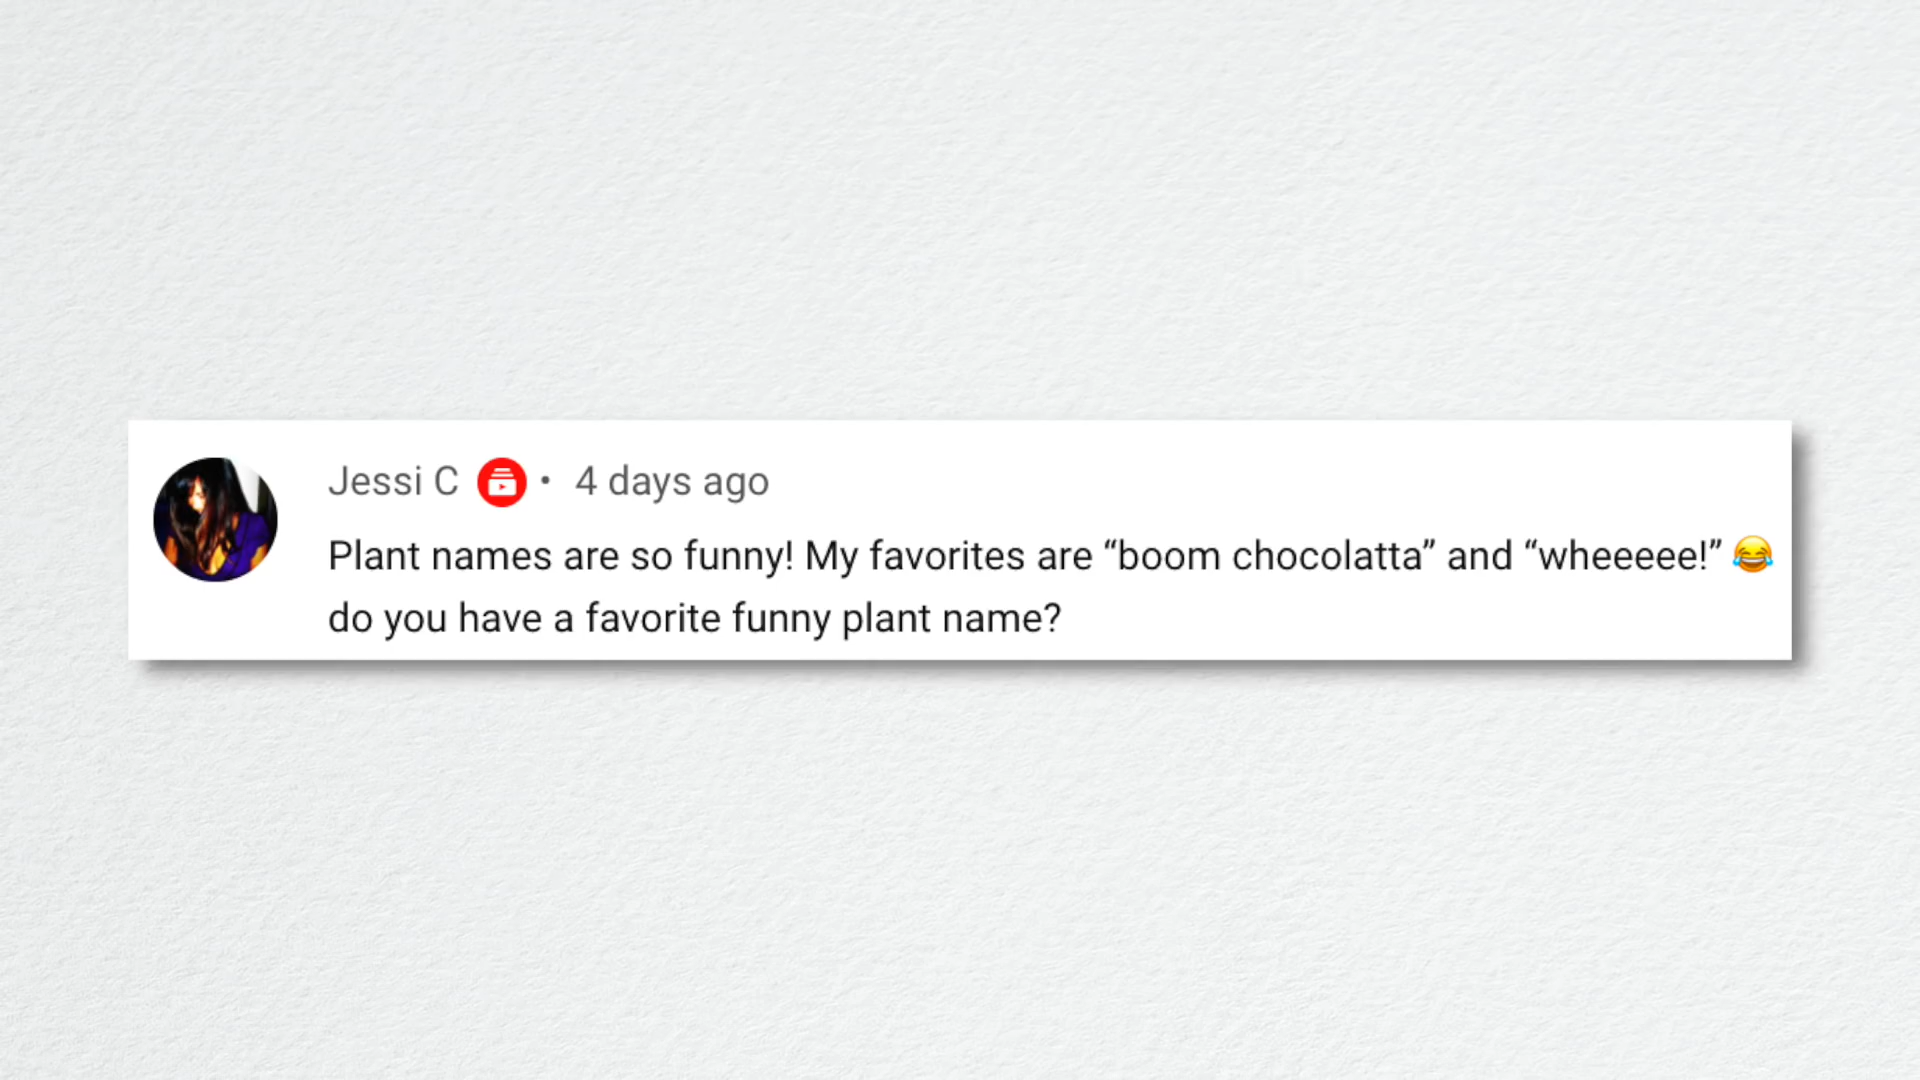 Jessi C • 4 days ago
Plant names are so funny! My favorites are “boom chocolatta” and “wheeeee!” 😂
do you have a favorite funny plant name?